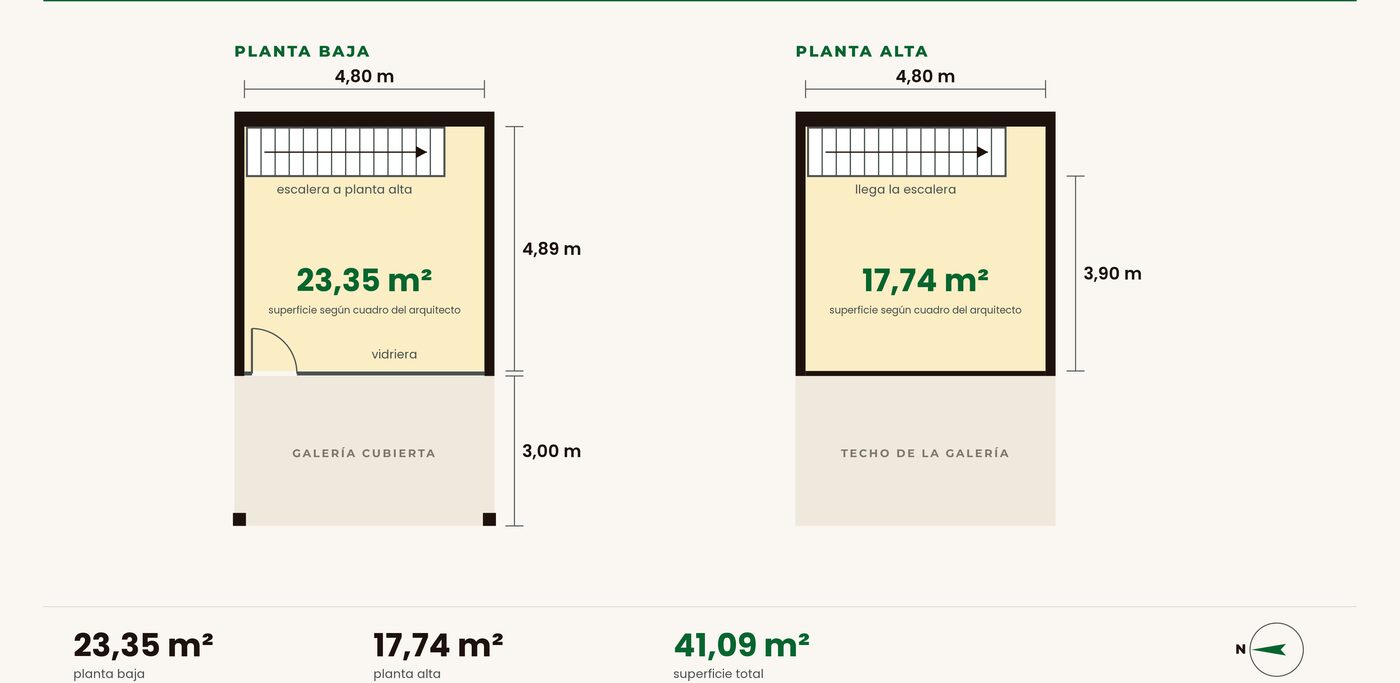 PLANTA BAJA
4,80 m
escalera a planta alta
4,89 m
23,35 m²
superficie según cuadro del arquitecto
vidriera
GALERÍA CUBIERTA
3,00 m
PLANTA ALTA
4,80 m
llega la escalera
3,90 m
17,74 m²
superficie según cuadro del arquitecto
TECHO DE LA GALERÍA
23,35 m²
planta baja
17,74 m²
planta alta
41,09 m²
superficie total
N